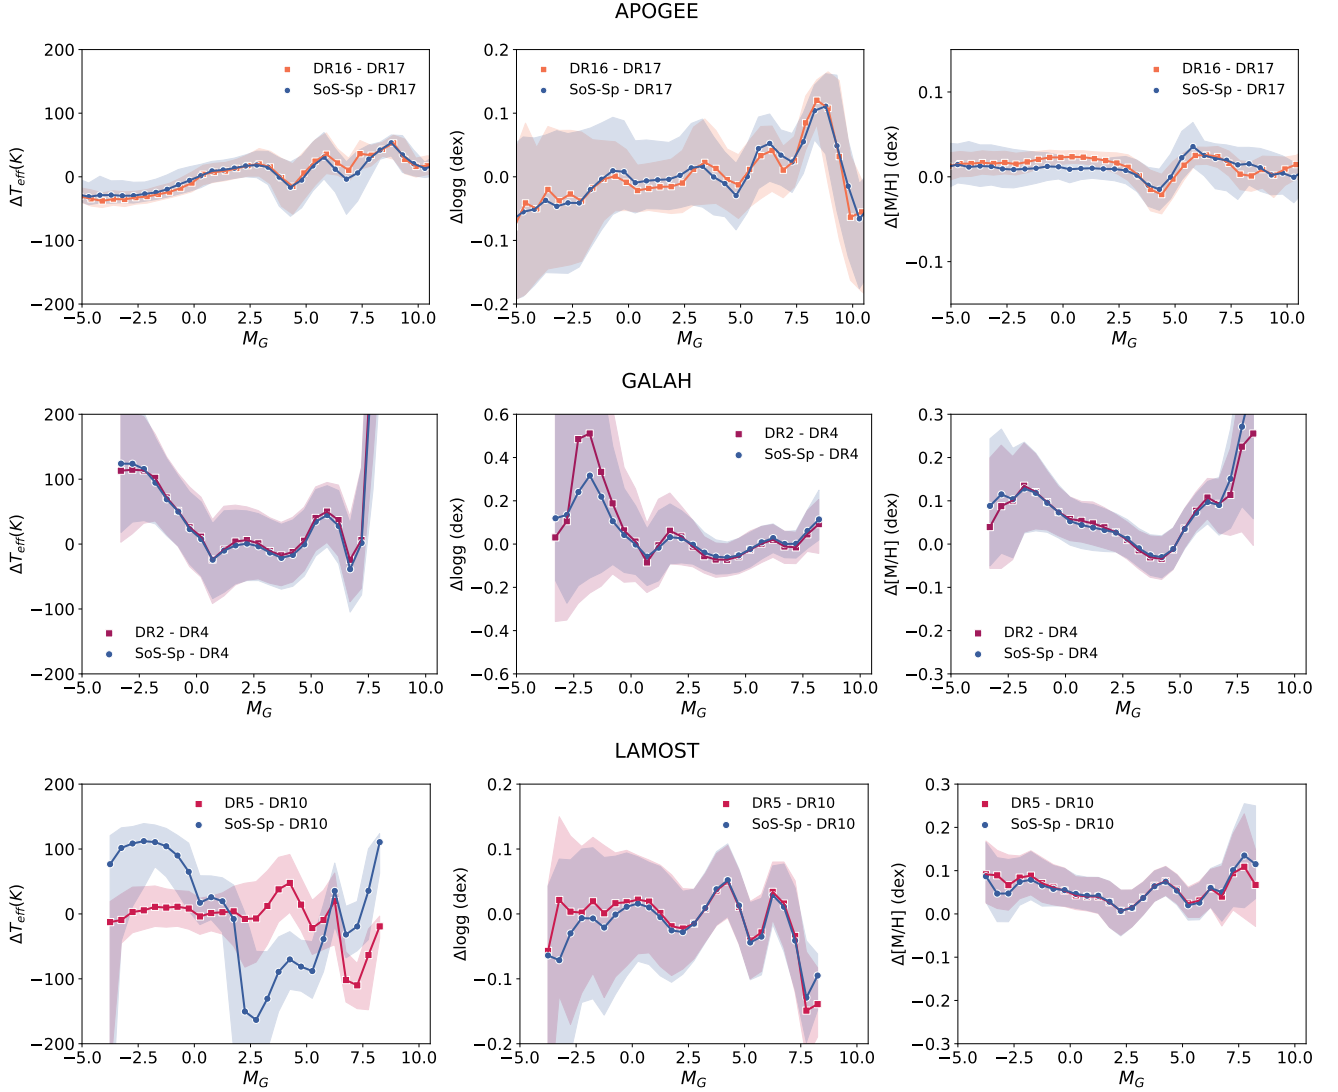 APOGEE
200
100
0
−100
−200
ΔTeff(K)
DR16 - DR17
SoS-Sp - DR17
−5.0 −2.5 0.0 2.5 5.0 7.5 10.0
MG
0.2
0.1
0.0
−0.1
−0.2
Δlogg (dex)
DR16 - DR17
SoS-Sp - DR17
−5.0 −2.5 0.0 2.5 5.0 7.5 10.0
MG
0.1
0.0
−0.1
Δ[M/H] (dex)
DR16 - DR17
SoS-Sp - DR17
−5.0 −2.5 0.0 2.5 5.0 7.5 10.0
MG
GALAH
200
100
0
−100
−200
ΔTeff(K)
DR2 - DR4
SoS-Sp - DR4
−5.0 −2.5 0.0 2.5 5.0 7.5 10.0
MG
0.6
0.4
0.2
0.0
−0.2
−0.4
−0.6
Δlogg (dex)
DR2 - DR4
SoS-Sp - DR4
−5.0 −2.5 0.0 2.5 5.0 7.5 10.0
MG
0.3
0.2
0.1
0.0
−0.1
−0.2
−0.3
Δ[M/H] (dex)
DR2 - DR4
SoS-Sp - DR4
−5.0 −2.5 0.0 2.5 5.0 7.5 10.0
MG
LAMOST
200
100
0
−100
−200
ΔTeff(K)
DR5 - DR10
SoS-Sp - DR10
−5.0 −2.5 0.0 2.5 5.0 7.5 10.0
MG
0.2
0.1
0.0
−0.1
−0.2
Δlogg (dex)
DR5 - DR10
SoS-Sp - DR10
−5.0 −2.5 0.0 2.5 5.0 7.5 10.0
MG
0.3
0.2
0.1
0.0
−0.1
−0.2
−0.3
Δ[M/H] (dex)
DR5 - DR10
SoS-Sp - DR10
−5.0 −2.5 0.0 2.5 5.0 7.5 10.0
MG